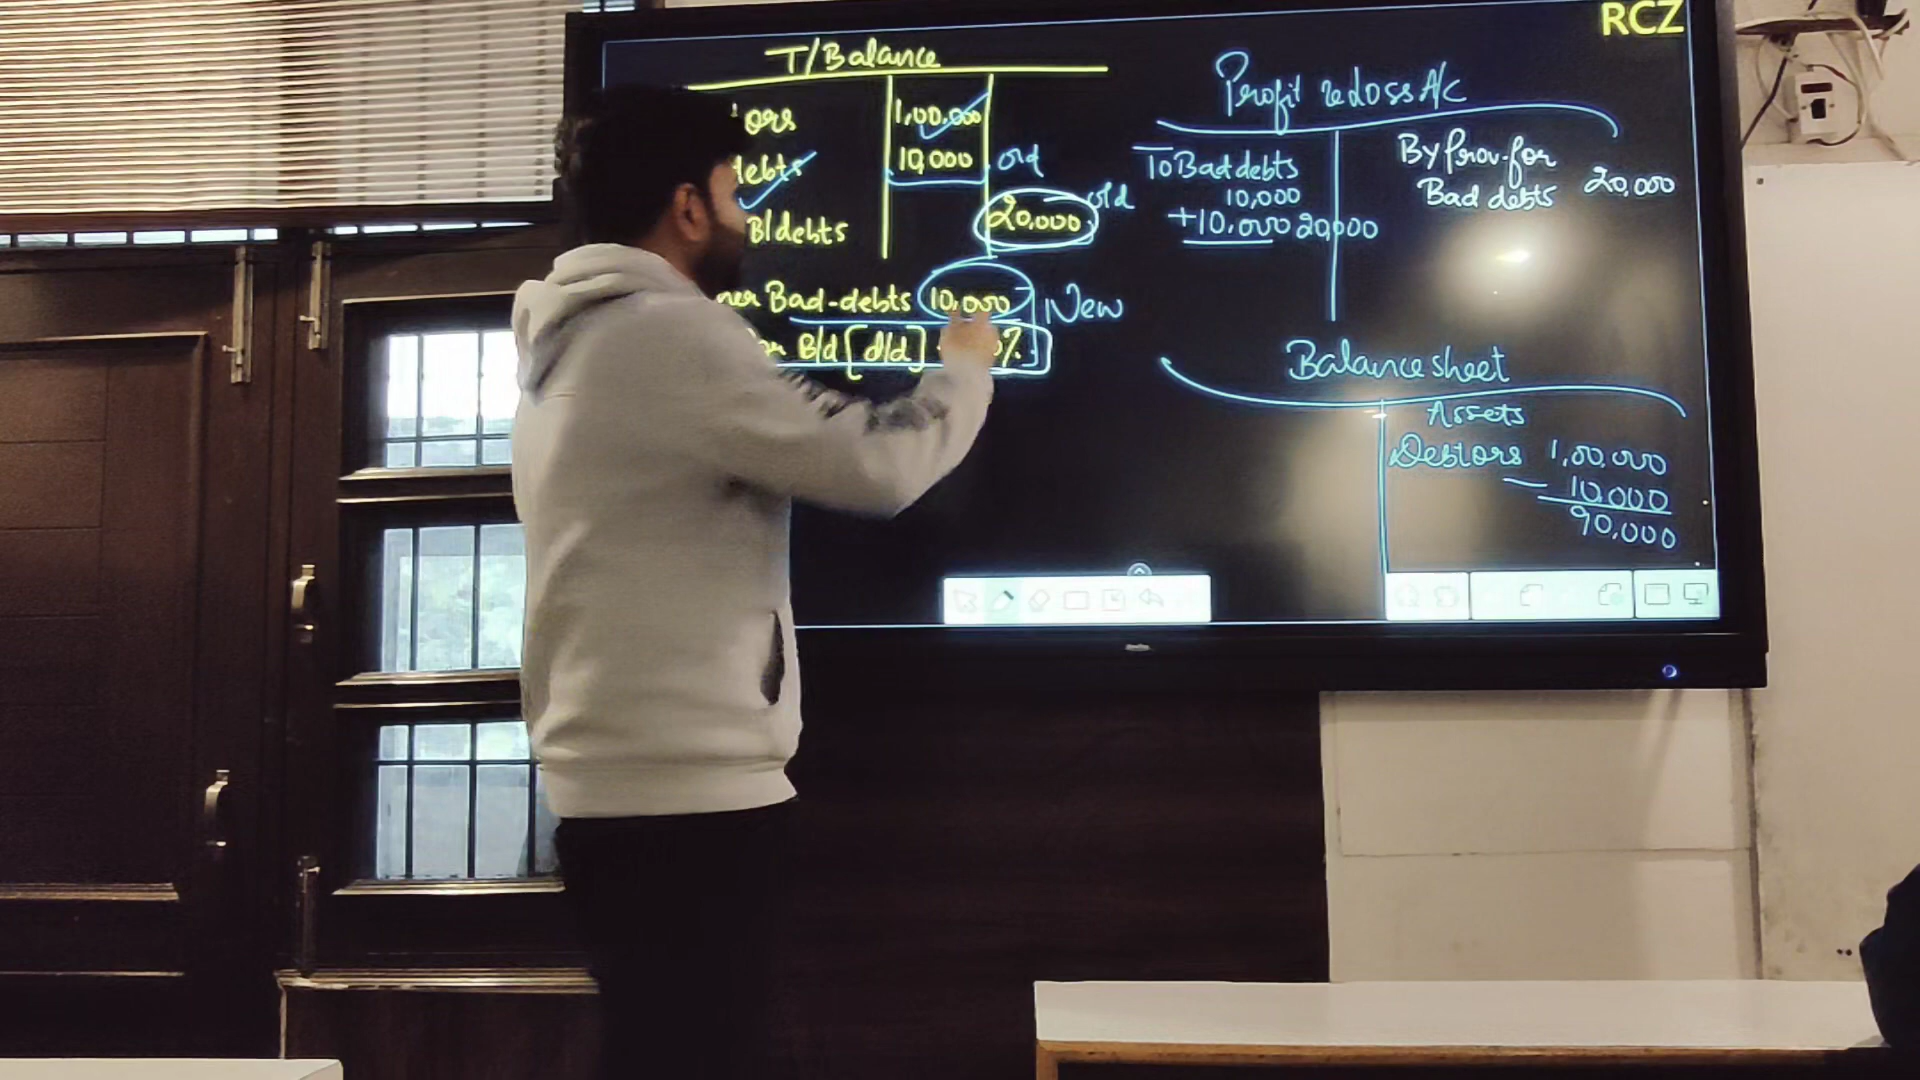 RCZ
T/Balance
ors 1,00,000
debts 10,000 old
B/debts 20,000 old
ner Bad-debts 10,000 New
B/d [d/d] %
Profit & Loss A/C
To Bad debts
10,000
+10,000 20,000
By Prov. for
Bad debts 20,000
Balance sheet
Assets
Debtors 1,00,000
- 10,000
90,000